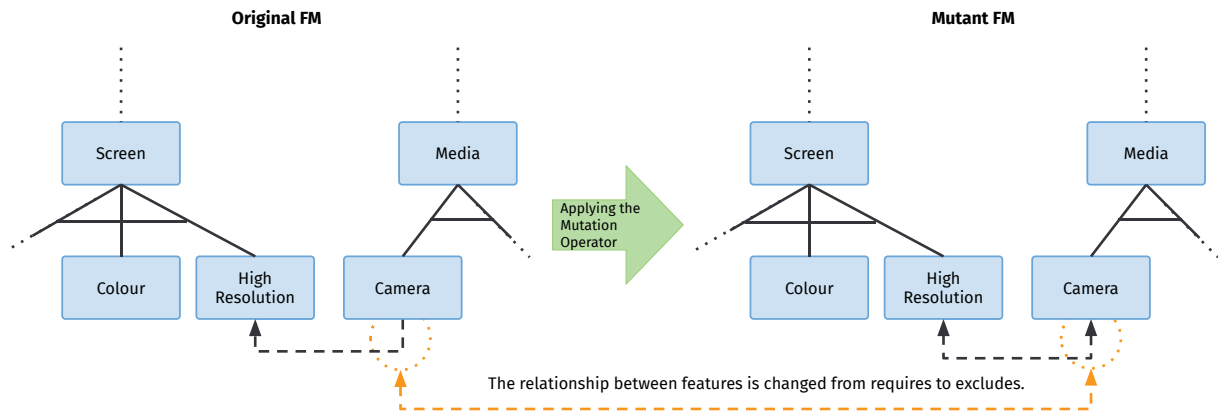 Original FM
Mutant FM
Screen
Media
Screen
Media
Applying the
Mutation
Operator
Colour
High
Resolution
Camera
Colour
High
Resolution
Camera
The relationship between features is changed from requires to excludes.